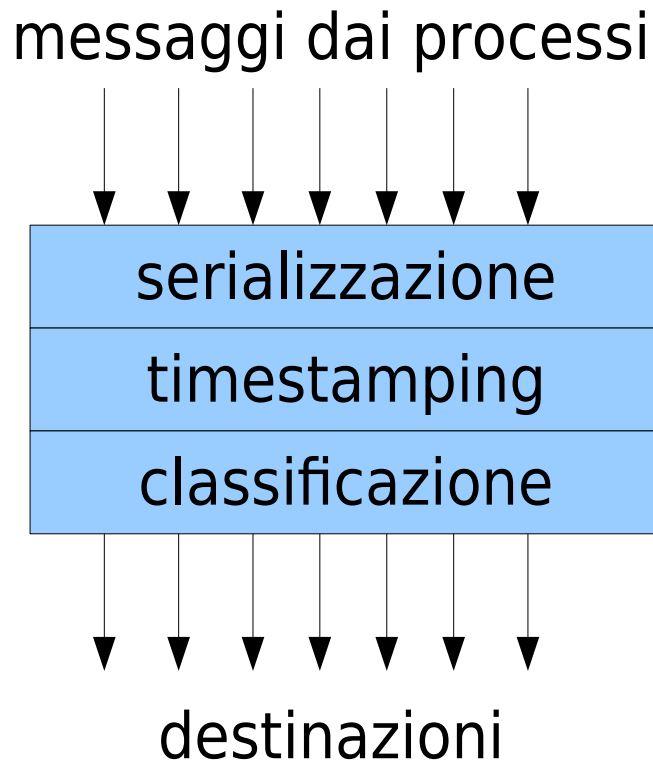 messaggi dai processi
serializzazione
timestamping
classificazione
destinazioni